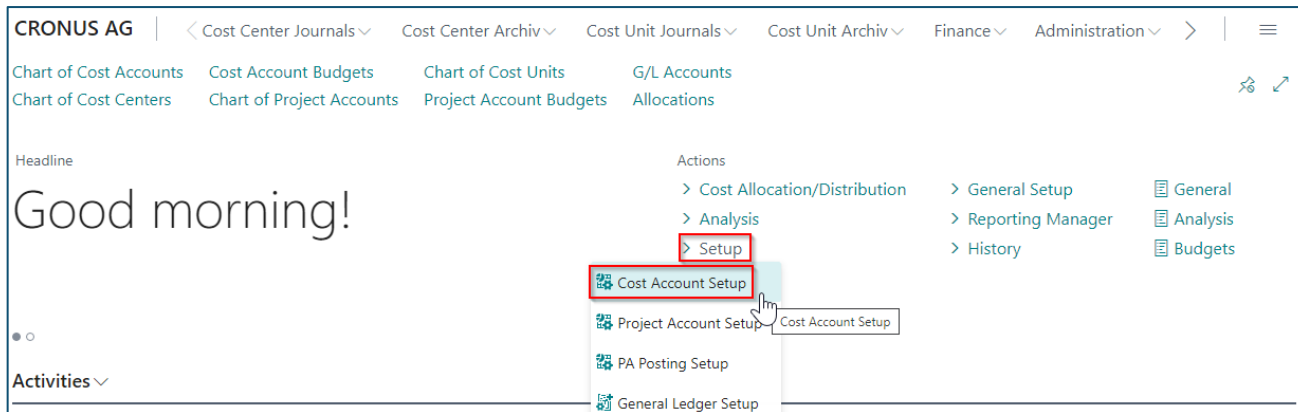 CRONUS AG Cost Center Journals Cost Center Archiv Cost Unit Journals Cost Unit Archiv Finance Administration
Chart of Cost Accounts Cost Account Budgets Chart of Cost Units G/L Accounts
Chart of Cost Centers Chart of Project Accounts Project Account Budgets Allocations
Headline
Good morning!
Actions
Cost Allocation/Distribution General Setup General
Analysis Reporting Manager Analysis
Setup History Budgets
Cost Account Setup
Project Account Setup Cost Account Setup
PA Posting Setup
Activities
General Ledger Setup